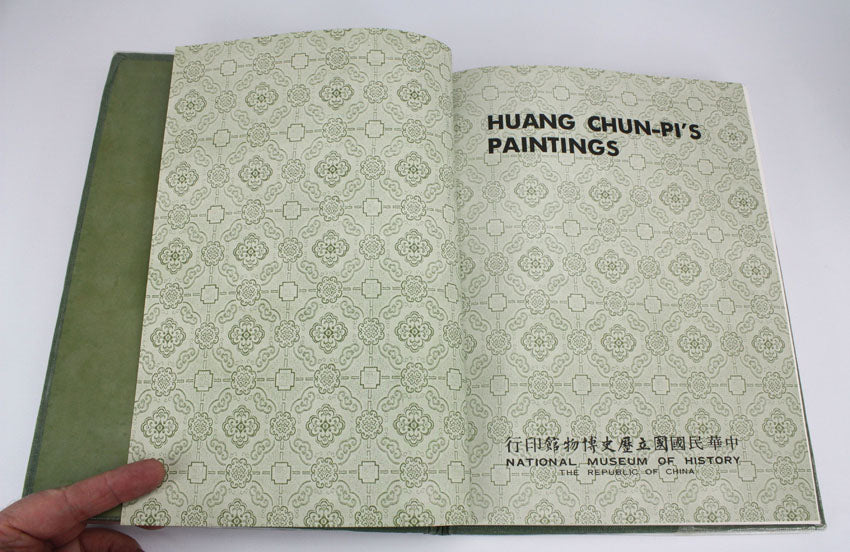 HUANG CHUN-PI'S
PAINTINGS
中華民國國立歷史博物館印行
NATIONAL MUSEUM OF HISTORY
THE REPUBLIC OF CHINA